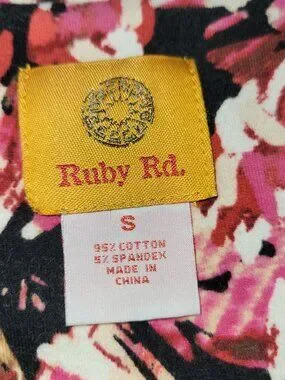 Ruby Rd.
S
95% COTTON
5% SPANDEX
MADE IN
CHINA